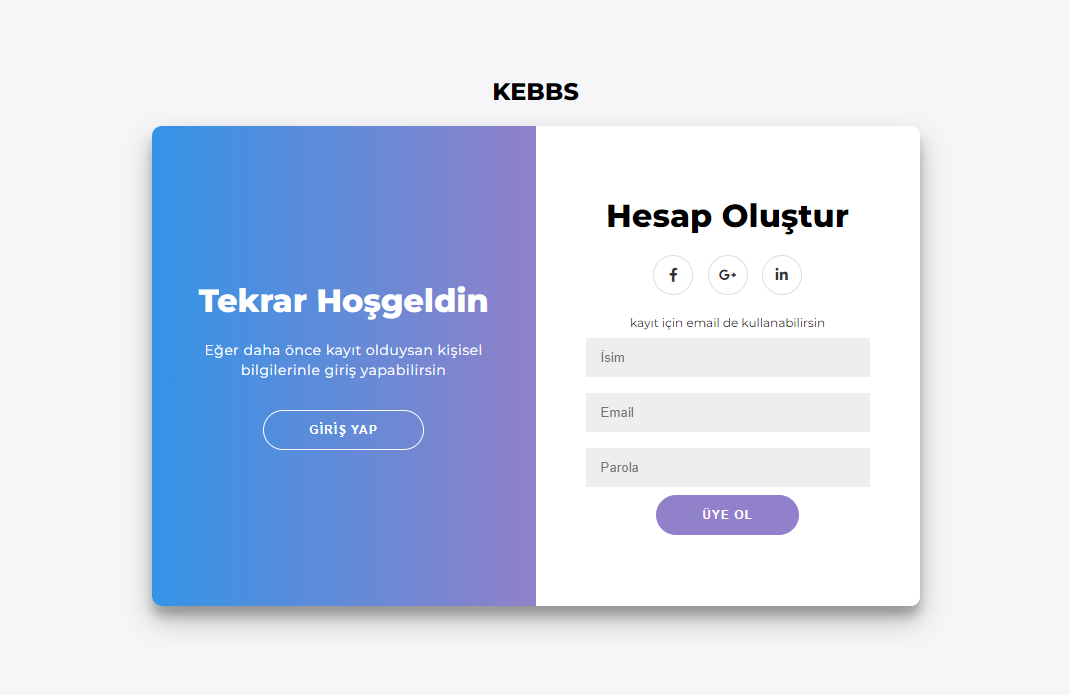 KEBBS
Tekrar Hoşgeldin
Eğer daha önce kayıt olduysan kişisel
bilgilerinle giriş yapabilirsin
GİRİŞ YAP
Hesap Oluştur
f
G+
in
kayıt için email de kullanabilirsin
İsim
Email
Parola
ÜYE OL